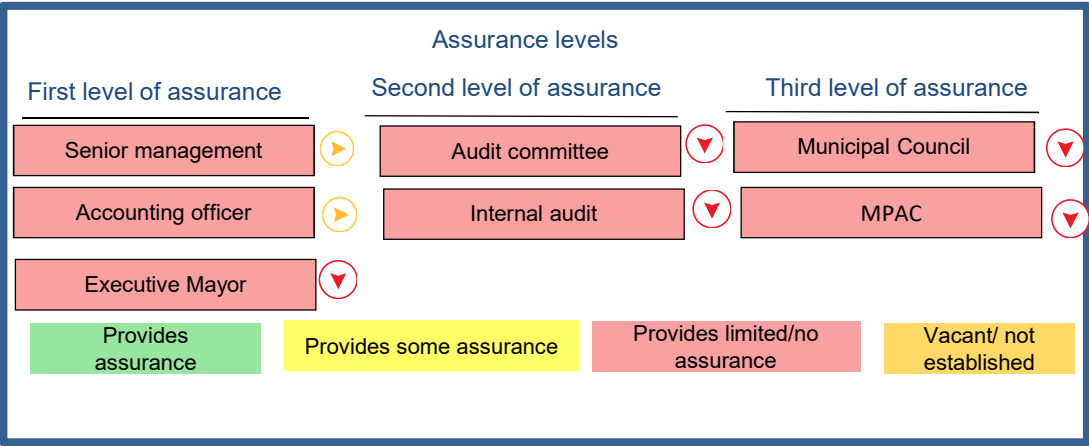 Assurance levels
First level of assurance
Second level of assurance
Third level of assurance
Senior management
Audit committee
Municipal Council
Accounting officer
Internal audit
MPAC
Executive Mayor
Provides
assurance
Provides some assurance
Provides limited/no
assurance
Vacant/ not
established